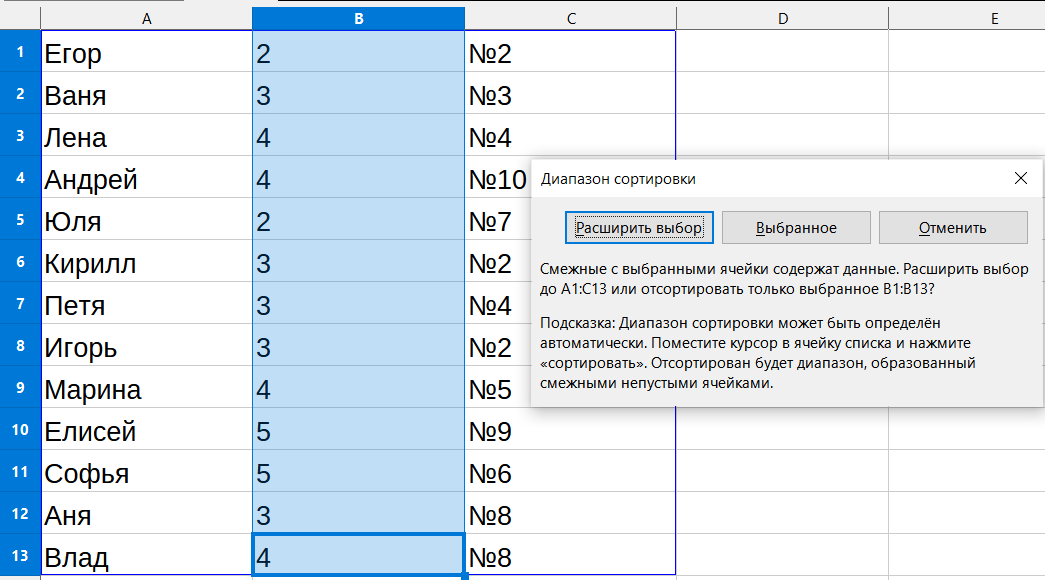 A B C D E
1 Егор 2 №2
2 Ваня 3 №3
3 Лена 4 №4
4 Андрей 4 №10
5 Юля 2 №7
6 Кирилл 3 №2
7 Петя 3 №4
8 Игорь 3 №2
9 Марина 4 №5
10 Елисей 5 №9
11 Софья 5 №6
12 Аня 3 №8
13 Влад 4 №8
Диапазон сортировки
Расширить выбор Выбранное Отменить
Смежные с выбранными ячейки содержат данные. Расширить выбор
до A1:C13 или отсортировать только выбранное B1:B13?
Подсказка: Диапазон сортировки может быть определён
автоматически. Поместите курсор в ячейку списка и нажмите
«сортировать». Отсортирован будет диапазон, образованный
смежными непустыми ячейками.